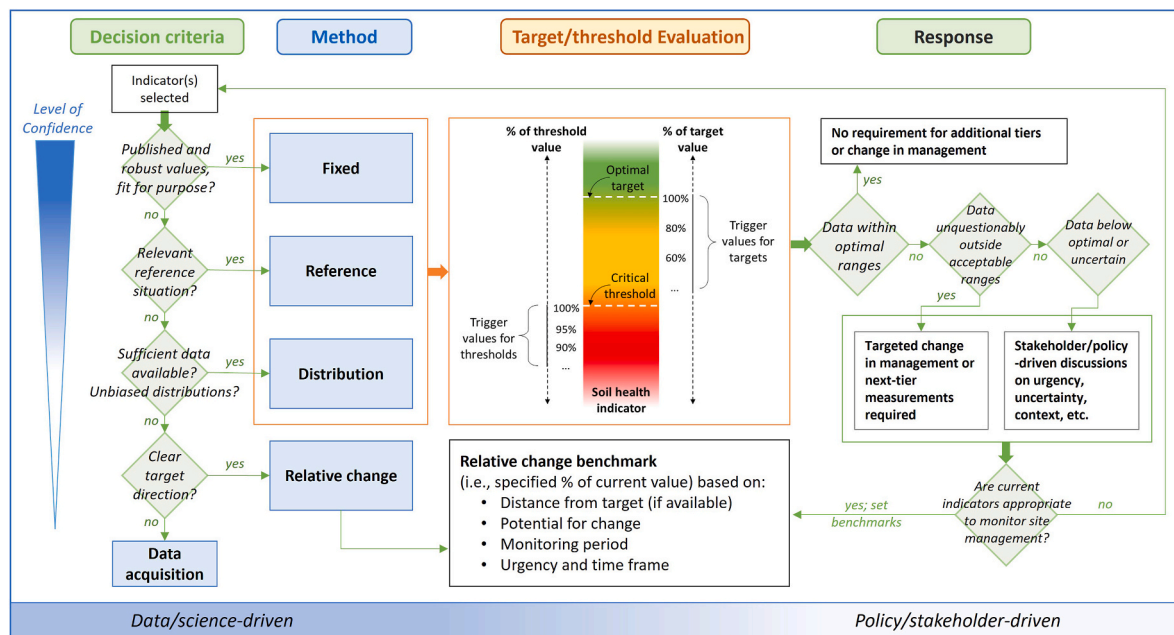 Decision criteria
Method
Target/threshold Evaluation
Response
Level of
Confidence
Indicator(s)
selected
Published and
robust values,
fit for purpose?
yes
no
Fixed
Relevant
reference
situation?
yes
no
Reference
Sufficient data
available?
Unbiased distributions?
yes
no
Distribution
Clear
target
direction?
yes
no
Relative change
Data
acquisition
% of threshold
value
% of target
value
Optimal
target
100%
80%
60%
...
Trigger
values for
targets
Critical
threshold
100%
95%
90%
...
Trigger
values for
thresholds
Soil health
indicator
Relative change benchmark
(i.e., specified % of current value) based on:
• Distance from target (if available)
• Potential for change
• Monitoring period
• Urgency and time frame
No requirement for additional tiers
or change in management
yes
Data within
optimal
ranges
no
Data
unquestionably
outside
acceptable
ranges
no
Data below
optimal or
uncertain
yes
Targeted change
in management or
next-tier
measurements
required
Stakeholder/policy
-driven discussions
on urgency,
uncertainty,
context, etc.
Are current
indicators appropriate
to monitor site
management?
yes; set
benchmarks
no
Data/science-driven
Policy/stakeholder-driven